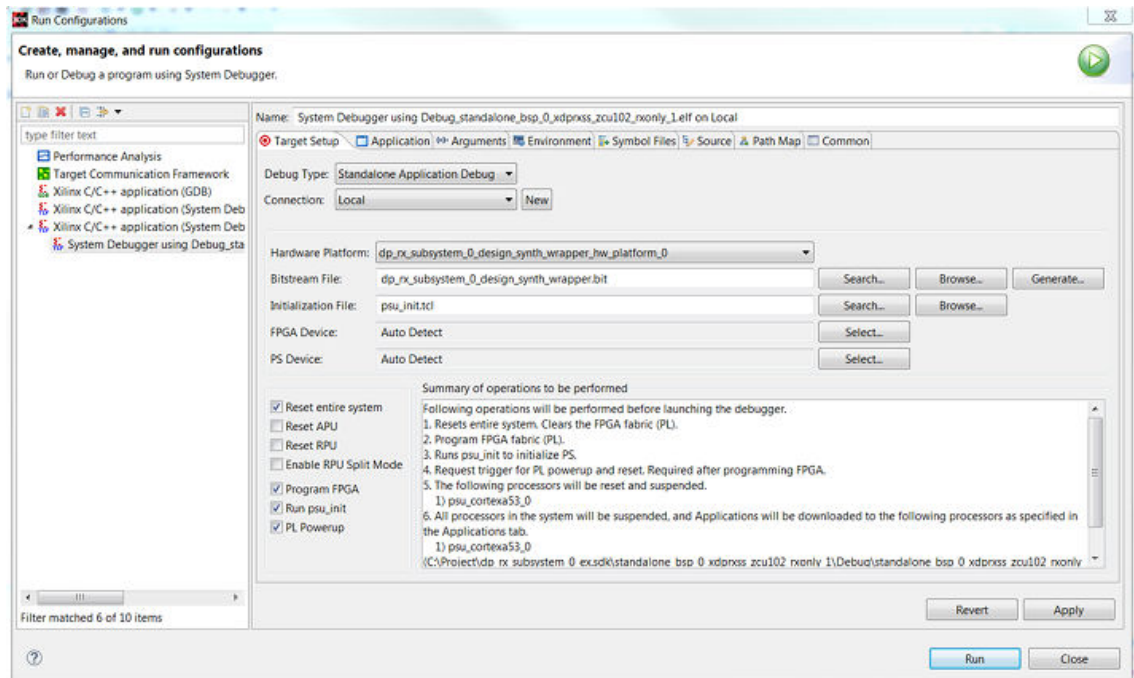 SDK Run Configurations
Create, manage, and run configurations
Run or Debug a program using System Debugger.
type filter text
Performance Analysis
Target Communication Framework
Xilinx C/C++ application (GDB)
Xilinx C/C++ application (System Deb
Xilinx C/C++ application (System Deb
System Debugger using Debug_sta
Filter matched 6 of 10 items
Name: System Debugger using Debug_standalone_bsp_0_xdprxss_zcu102_rxonly_1.elf on Local
Target Setup Application Arguments Environment Symbol Files Source Path Map Common
Debug Type: Standalone Application Debug
Connection: Local New
Hardware Platform: dp_rx_subsystem_0_design_synth_wrapper_hw_platform_0
Bitstream File: dp_rx_subsystem_0_design_synth_wrapper.bit Search... Browse... Generate...
Initialization File: psu_init.tcl Search... Browse...
FPGA Device: Auto Detect Select...
PS Device: Auto Detect Select...
Reset entire system
Reset APU
Reset RPU
Enable RPU Split Mode
Program FPGA
Run psu_init
PL Powerup
Summary of operations to be performed
Following operations will be performed before launching the debugger.
1. Resets entire system. Clears the FPGA fabric (PL).
2. Program FPGA fabric (PL).
3. Runs psu_init to initialize PS.
4. Request trigger for PL powerup and reset. Required after programming FPGA.
5. The following processors will be reset and suspended.
1) psu_cortexa53_0
6. All processors in the system will be suspended, and Applications will be downloaded to the following processors as specified in
the Applications tab.
1) psu_cortexa53_0
(C:\Project\dp_rx_subsystem_0_ex.sdk\standalone_bsp_0_xdprxss_zcu102_rxonly_1\Debug\standalone_bsp_0_xdprxss_zcu102_rxonly
Revert Apply
Run Close